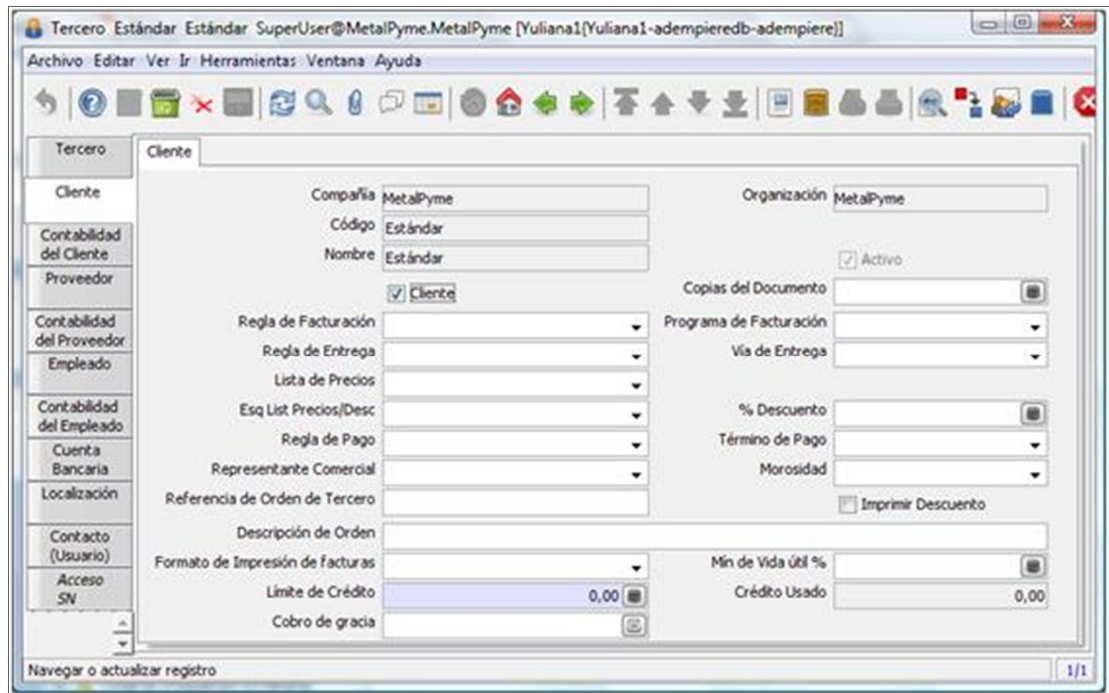 Tercero Estándar Estándar SuperUser@MetalPyme.MetalPyme [Yuliana1{Yuliana1-adempieredb-adempiere}]
Archivo Editar Ver Ir Herramientas Ventana Ayuda
Tercero
Cliente
Contabilidad
del Cliente
Proveedor
Contabilidad
del Proveedor
Empleado
Contabilidad
del Empleado
Cuenta
Bancaria
Localización
Contacto
(Usuario)
Acceso
SN
Cliente
Compañia MetalPyme Organización MetalPyme
Código Estándar
Nombre Estándar Activo
Cliente Copias del Documento
Regla de Facturación Programa de Facturación
Regla de Entrega Vía de Entrega
Lista de Precios
Esq List Precios/Desc % Descuento
Regla de Pago Término de Pago
Representante Comercial Morosidad
Referencia de Orden de Tercero Imprimir Descuento
Descripción de Orden
Formato de Impresión de facturas Mín de Vida útil %
Límite de Crédito 0,00 Crédito Usado 0,00
Cobro de gracia
Navegar o actualizar registro 1/1